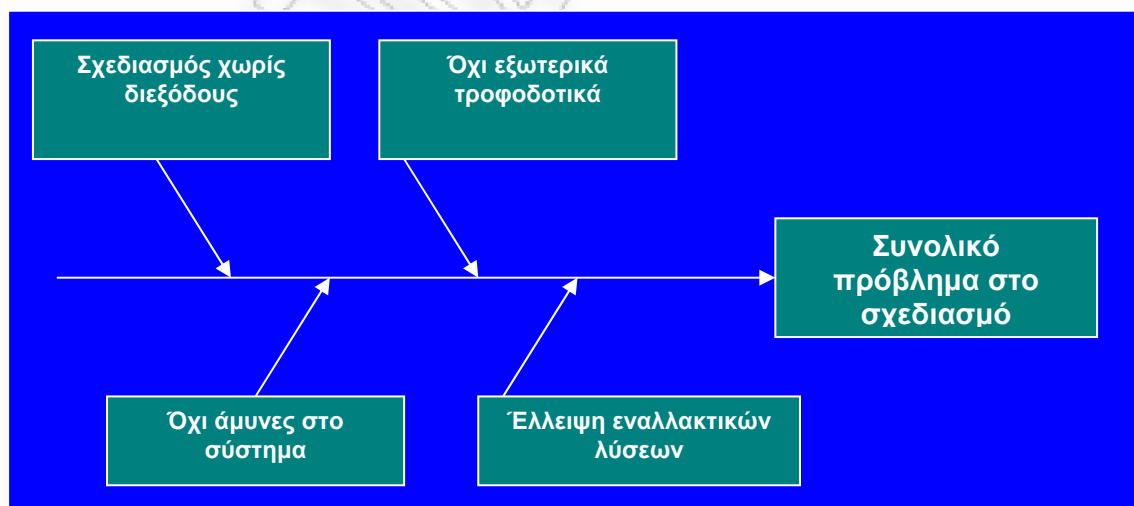 Σχεδιασμός χωρίς
διεξόδους
Όχι εξωτερικά
τροφοδοτικά
Συνολικό
πρόβλημα στο
σχεδιασμό
Όχι άμυνες στο
σύστημα
Έλλειψη εναλλακτικών
λύσεων